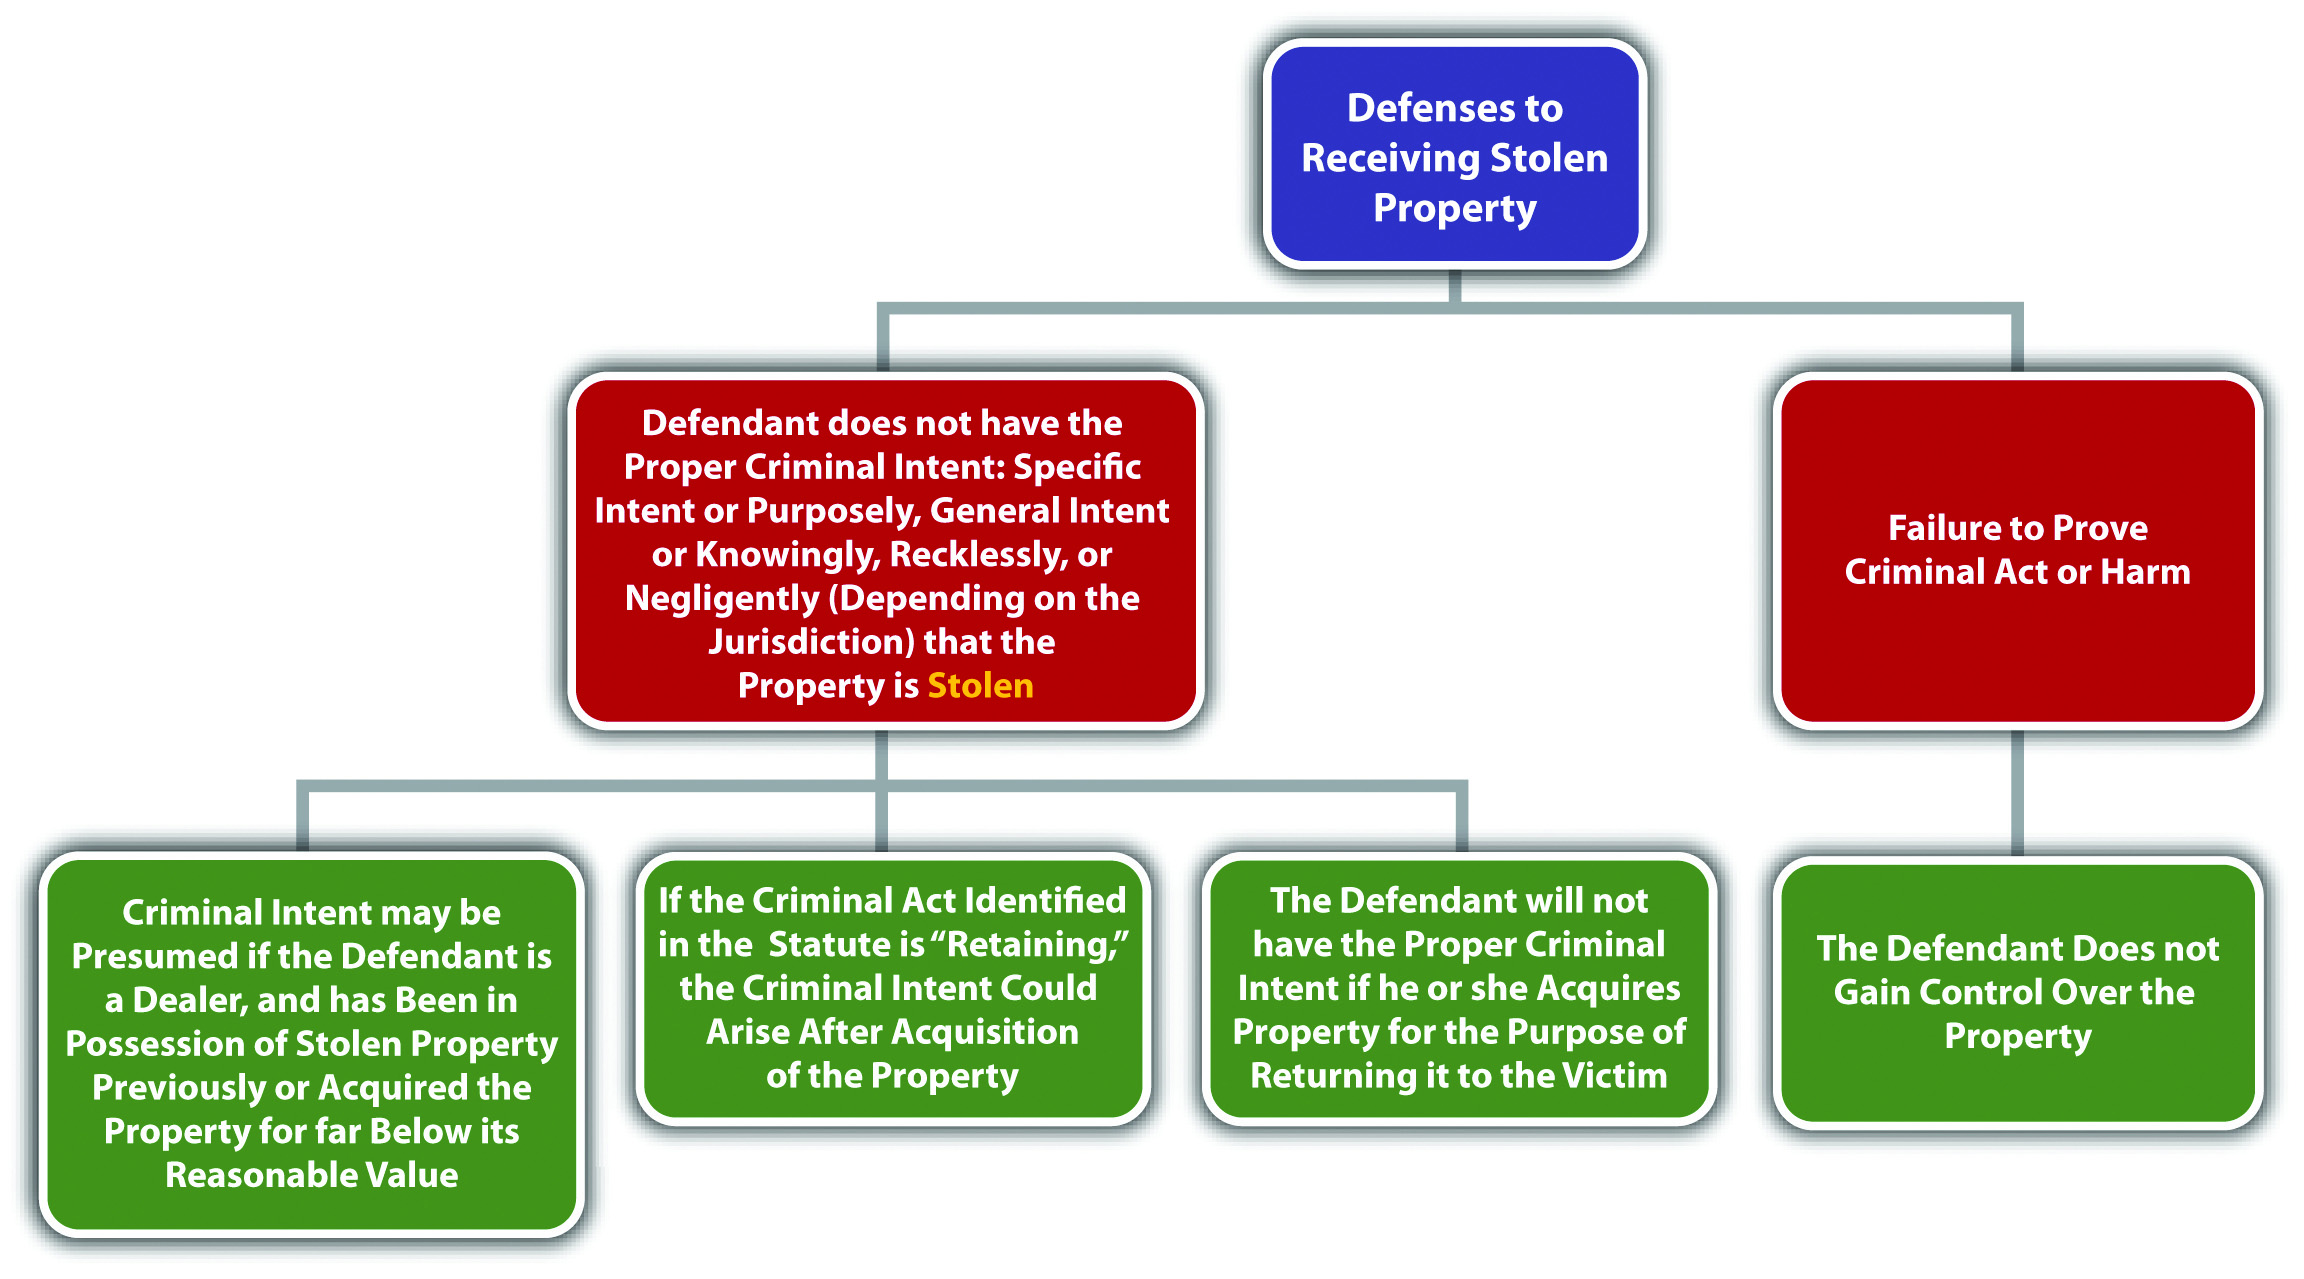 Defenses to
Receiving Stolen
Property
Defendant does not have the
Proper Criminal Intent: Specific
Intent or Purposely, General Intent
or Knowingly, Recklessly, or
Negligently (Depending on the
Jurisdiction) that the
Property is Stolen
Failure to Prove
Criminal Act or Harm
Criminal Intent may be
Presumed if the Defendant is
a Dealer, and has Been in
Possession of Stolen Property
Previously or Acquired the
Property for far Below its
Reasonable Value
If the Criminal Act Identified
in the Statute is “Retaining,”
the Criminal Intent Could
Arise After Acquisition
of the Property
The Defendant will not
have the Proper Criminal
Intent if he or she Acquires
Property for the Purpose of
Returning it to the Victim
The Defendant Does not
Gain Control Over the
Property